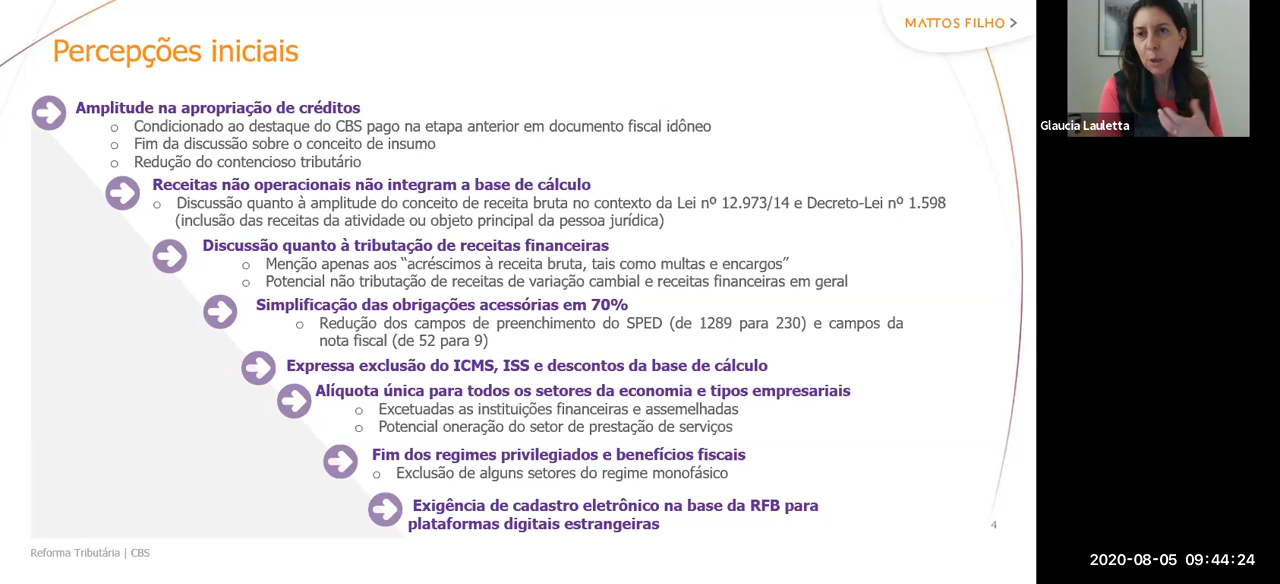 MATTOS FILHO >
Percepções iniciais
Amplitude na apropriação de créditos
o Condicionado ao destaque do CBS pago na etapa anterior em documento fiscal idôneo
o Fim da discussão sobre o conceito de insumo
o Redução do contencioso tributário
Receitas não operacionais não integram a base de cálculo
o Discussão quanto à amplitude do conceito de receita bruta no contexto da Lei nº 12.973/14 e Decreto-Lei nº 1.598
(inclusão das receitas da atividade ou objeto principal da pessoa jurídica)
Discussão quanto à tributação de receitas financeiras
o Menção apenas aos “acréscimos à receita bruta, tais como multas e encargos”
o Potencial não tributação de receitas de variação cambial e receitas financeiras em geral
Simplificação das obrigações acessórias em 70%
o Redução dos campos de preenchimento do SPED (de 1289 para 230) e campos da
nota fiscal (de 52 para 9)
Expressa exclusão do ICMS, ISS e descontos da base de cálculo
Alíquota única para todos os setores da economia e tipos empresariais
o Excetuadas as instituições financeiras e assemelhadas
o Potencial oneração do setor de prestação de serviços
Fim dos regimes privilegiados e benefícios fiscais
o Exclusão de alguns setores do regime monofásico
Exigência de cadastro eletrônico na base da RFB para
plataformas digitais estrangeiras
4
Reforma Tributária | CBS
Glaucia Lauletta
2020-08-05 09:44:24